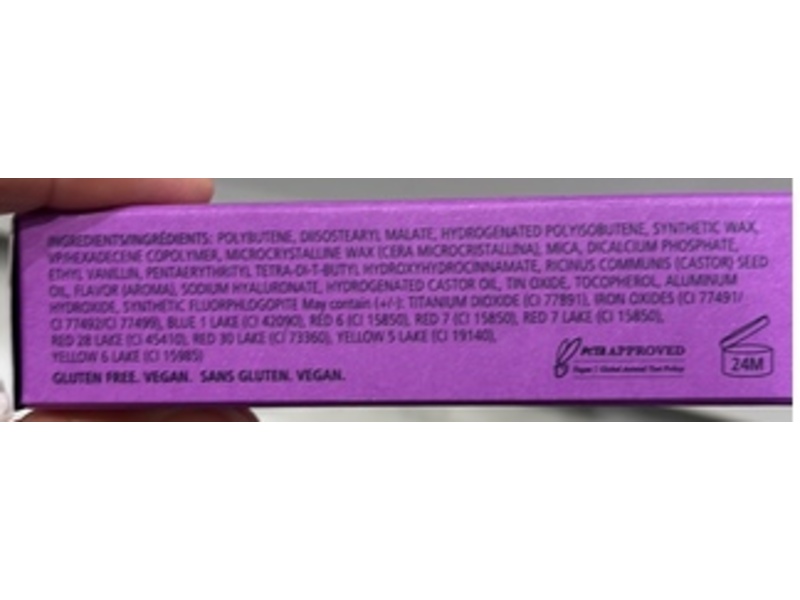 INGREDIENTS/INGRÉDIENTS: POLYBUTENE, DIISOSTEARYL MALATE, HYDROGENATED POLYISOBUTENE, SYNTHETIC WAX,
VP/HEXADECENE COPOLYMER, MICROCRYSTALLINE WAX [CERA MICROCRISTALLINA], MICA, DICALCIUM PHOSPHATE,
ETHYL VANILLIN, PENTAERYTHRITYL TETRA-DI-T-BUTYL HYDROXYHYDROCINNAMATE, RICINUS COMMUNIS (CASTOR) SEED
OIL, FLAVOR (AROMA), SODIUM HYALURONATE, HYDROGENATED CASTOR OIL, TIN OXIDE, TOCOPHEROL, ALUMINUM
HYDROXIDE, SYNTHETIC FLUORPHLOGOPITE May contain (+/-): TITANIUM DIOXIDE (CI 77891), IRON OXIDES (CI 77491/
CI 77492/CI 77499), BLUE 1 LAKE (CI 42090), RED 6 (CI 15850), RED 7 (CI 15850), RED 7 LAKE (CI 15850),
RED 28 LAKE (CI 45410), RED 30 LAKE (CI 73360), YELLOW 5 LAKE (CI 19140),
YELLOW 6 LAKE (CI 15985)
GLUTEN FREE. VEGAN. SANS GLUTEN. VEGAN.
PETA APPROVED
Vegan | Global Animal Test Policy
24M